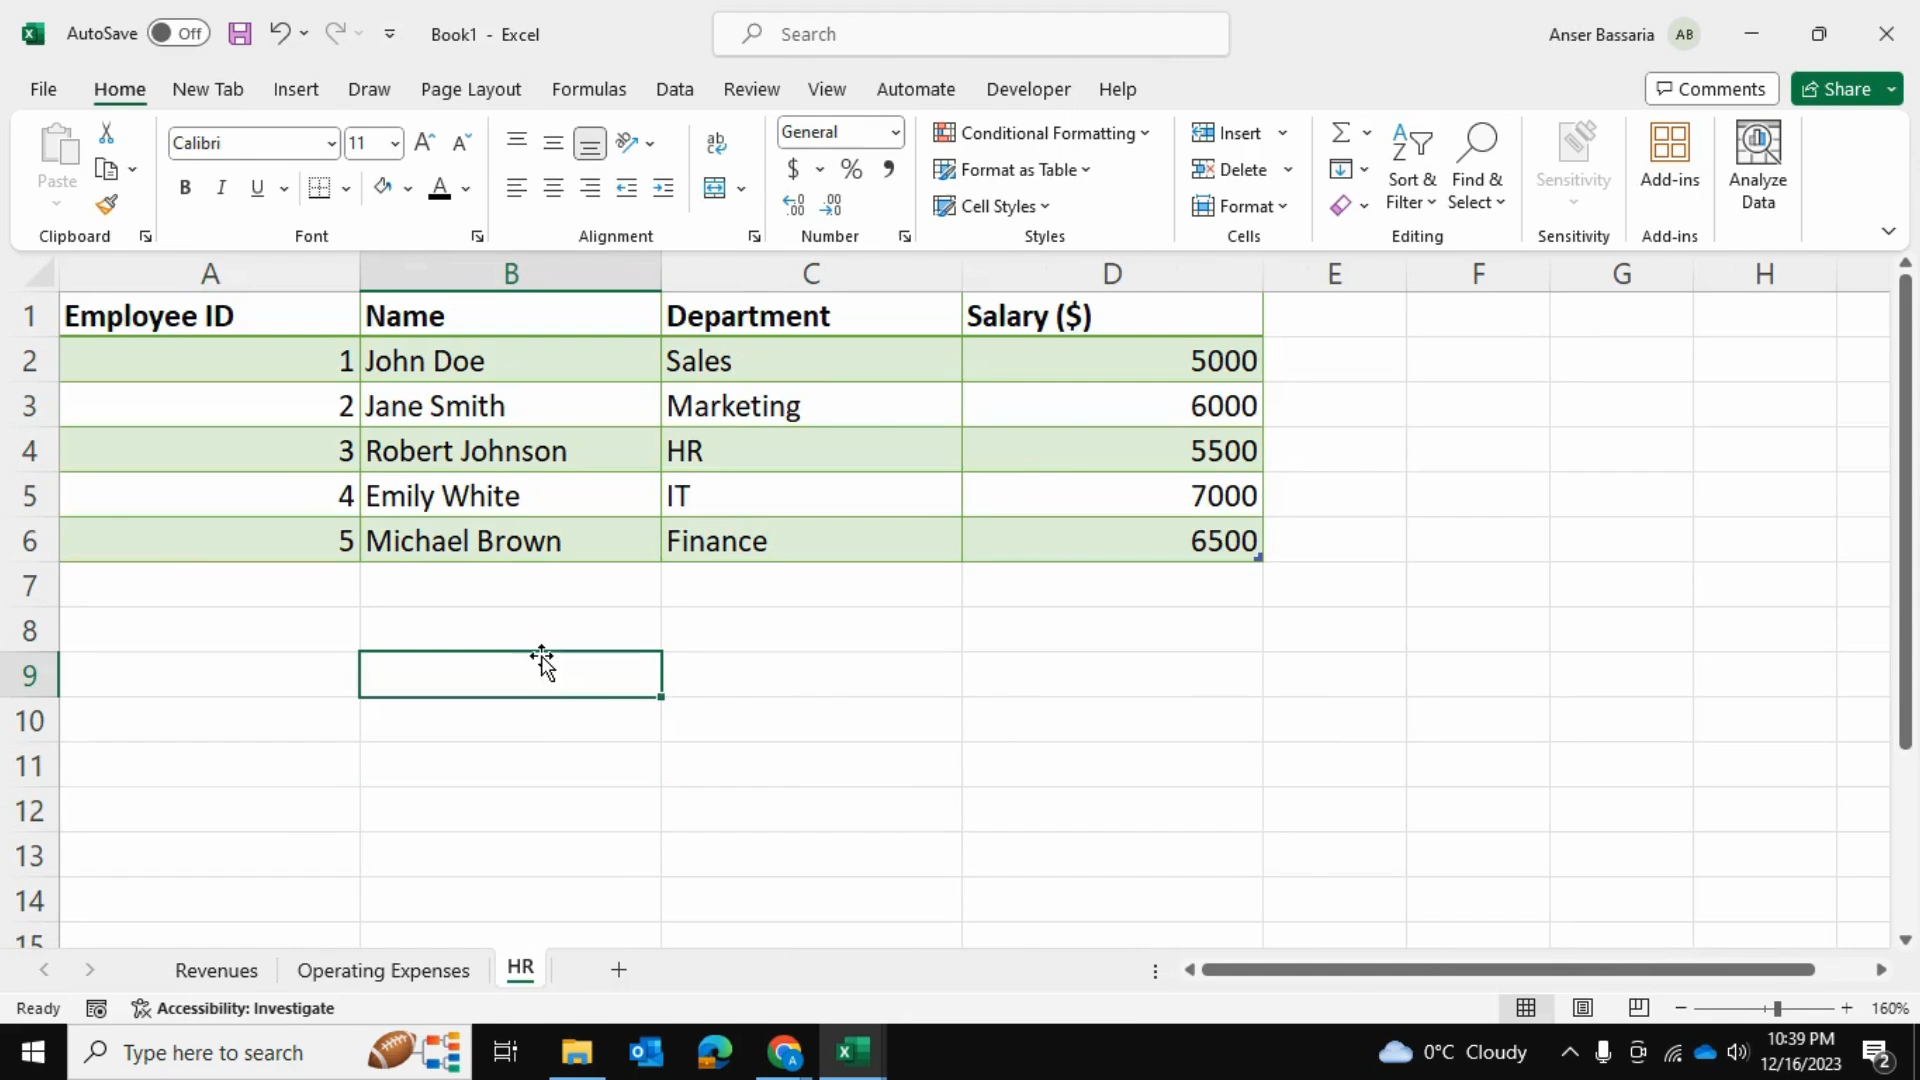 AutoSave Off Book1 - Excel Search Anser Bassaria AB
File Home New Tab Insert Draw Page Layout Formulas Data Review View Automate Developer Help Comments Share
Paste Calibri 11 General Conditional Formatting Insert Sort & Filter Find & Select Sensitivity Add-ins Analyze Data
B I U $ % Format as Table Delete
Cell Styles Format
Clipboard Font Alignment Number Styles Cells Editing Sensitivity Add-ins
A B C D E F G H
1 Employee ID Name Department Salary ($)
2 1 John Doe Sales 5000
3 2 Jane Smith Marketing 6000
4 3 Robert Johnson HR 5500
5 4 Emily White IT 7000
6 5 Michael Brown Finance 6500
7
8
9
10
11
12
13
14
15
Revenues Operating Expenses HR
Ready Accessibility: Investigate 160%
Type here to search 0°C Cloudy 10:39 PM
12/16/2023 2